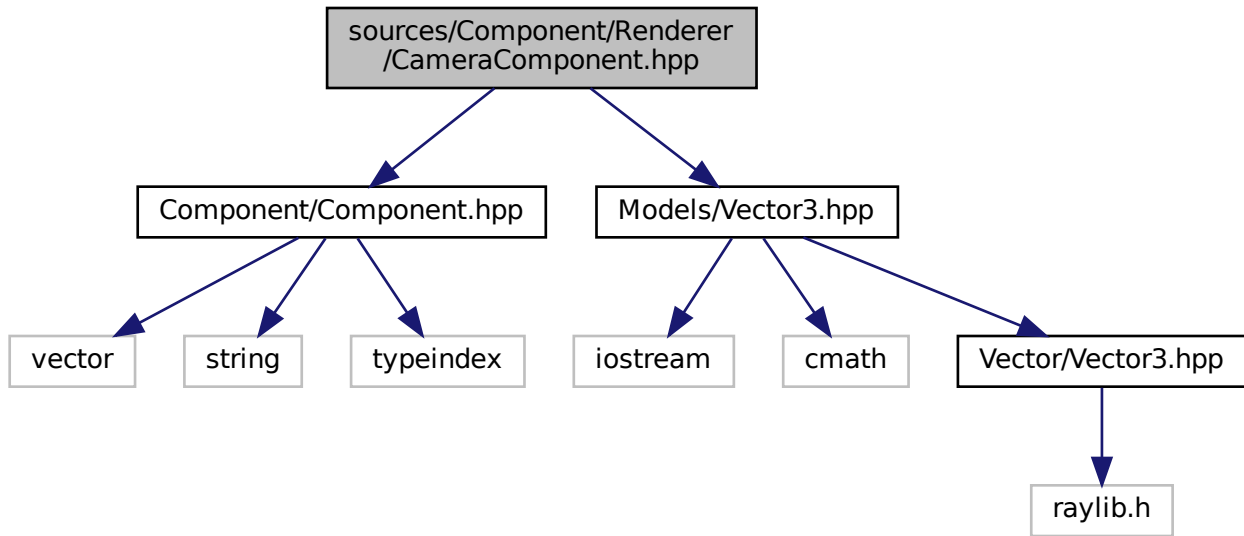 sources/Component/Renderer
/CameraComponent.hpp
Component/Component.hpp
Models/Vector3.hpp
vector
string
typeindex
iostream
cmath
Vector/Vector3.hpp
raylib.h